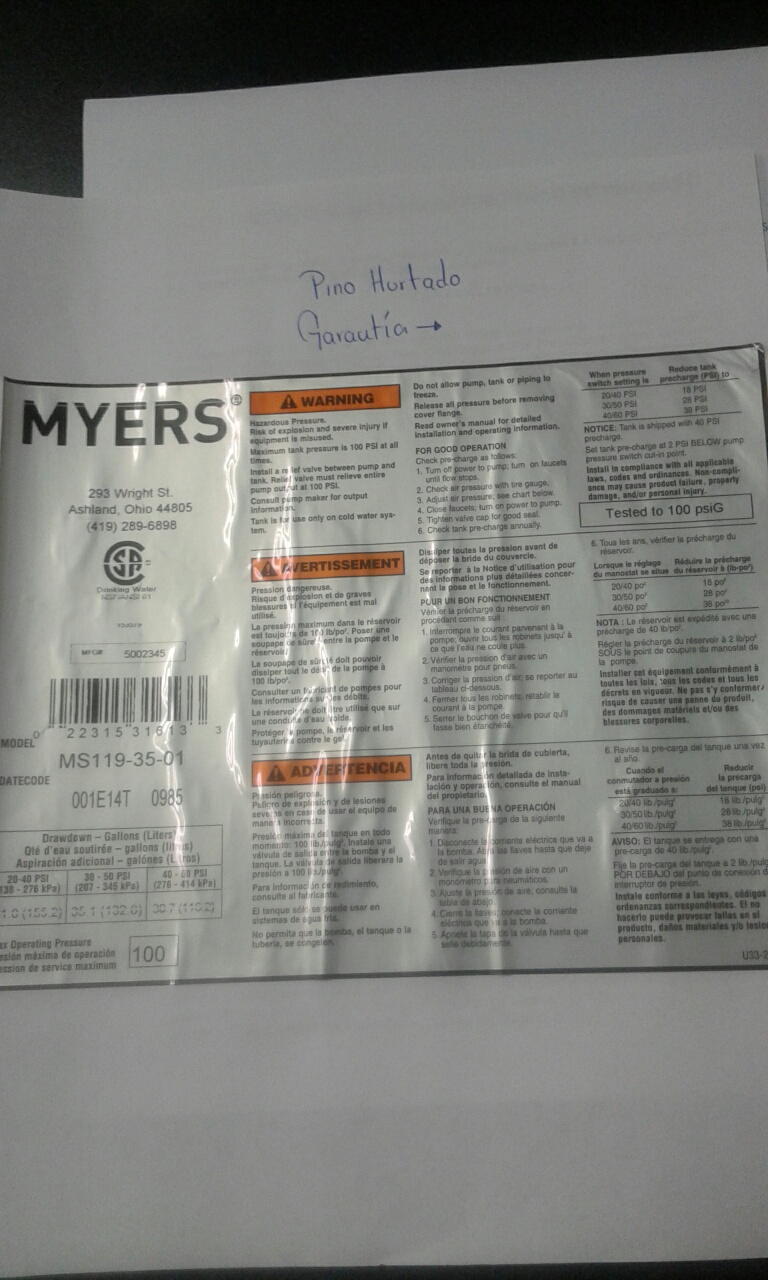 Pino Hurtado
Garantía →
MYERS®
293 Wright St.
Ashland, Ohio 44805
(419) 289-6898
Drinking Water
NSF/ANSI 61
MFG#
5002345
0 22315 31613 3
MODEL
MS119-35-01
DATECODE
001E14T 0985
Drawdown – Gallons (Liters)
Qté d'eau soutirée – gallons (litres)
Aspiración adicional – galónes (Litros)
20-40 PSI 30 - 50 PSI 40 - 60 PSI
138 - 276 kPa) (207 - 345 kPa) (276 - 414 kPa)
Operating Pressure
máxima de operación
de service maximum
100
WARNING
Hazardous Pressure.
Risk of explosion and severe injury if
equipment is misused.
Maximum tank pressure is 100 PSI at all
times.
Install a relief valve between pump and
tank. Relief valve must relieve entire
pump output at 100 PSI.
Consult pump maker for output
information.
Tank is for use only on cold water sys-
tem.
Do not allow pump, tank or piping to
freeze.
Release all pressure before removing
cover flange.
Read owner's manual for detailed
installation and operating information.
FOR GOOD OPERATION
Check pre-charge as follows:
1. Turn off power to pump; turn on faucets
until flow stops.
2. Check air pressure with tire gauge.
3. Adjust air pressure; see chart below.
4. Close faucets; turn on power to pump.
5. Tighten valve cap for good seal.
6. Check tank pre-charge annually.
When pressure Reduce tank
switch setting is precharge (PSI) to
20/40 PSI 18 PSI
30/50 PSI 28 PSI
40/60 PSI 38 PSI
NOTICE: Tank is shipped with 40 PSI
precharge.
Set tank pre-charge at 2 PSI BELOW pump
pressure switch cut-in point.
Install in compliance with all applicable
laws, codes and ordinances. Non-compli-
ance may cause product failure, property
damage, and/or personal injury.
Tested to 100 psiG
AVERTISSEMENT
Pression dangereuse.
Risque d'explosion et de graves
blessures si l'équipement est mal
utilisé.
La pression maximum dans le réservoir
est toujours de 100 lb/po². Poser une
soupape de sûreté entre la pompe et le
réservoir.
La soupape de sûreté doit pouvoir
dissiper tout le débit de la pompe à
100 lb/po².
Consulter un fabricant de pompes pour
les informations sur les débits.
La réservoir ne doit être utilisé que sur
une conduite d'eau froide.
Protéger la pompe, le réservoir et les
tuyauteries contre le gel.
Dissiper toutes la pression avant de
déposer la bride du couvercle.
Se reporter à la Notice d'utilisation pour
des informations plus détaillées concer-
nant la pose et le fonctionnement.
POUR UN BON FONCTIONNEMENT
Vérifier la précharge du réservoir en
procédant comme suit :
1. Interrompre le courant parvenant à la
pompe; ouvrir tous les robinets jusqu' à
ce que l'eau ne coule plus.
2. Vérifier la pression d'air avec un
manomètre pour pneus.
3. Corriger la pression d'air; se reporter au
tableau ci-dessous.
4. Fermer tous les robinets; rétablir le
courant à la pompe.
5. Serrer le bouchon de valve pour qu'il
fasse bien étanchéité.
6. Tous les ans, vérifier la précharge du
réservoir.
Lorsque le réglage Réduire la précharge
du manostat se situe du réservoir à (lb-po²)
20/40 po² 18 po²
30/50 po² 28 po²
40/60 po² 38 po²
NOTA : Le réservoir est expédié avec une
précharge de 40 lb/po².
Régler la précharge du réservoir à 2 lb/po²
SOUS le point de coupure du manostat de
la pompe.
Installer cet équipement conformément à
toutes les lois, tous les codes et tous les
décrets en vigueur. Ne pas s'y conformer
risque de causer une panne du produit,
des dommages matériels et/ou des
blessures corporelles.
ADVERTENCIA
Presión peligrosa.
Peligro de explosión y de lesiones
severas en caso de usar el equipo de
manera incorrecta.
Presión máxima del tanque en todo
momento: 100 lib./pulg². Instale una
válvula de salida entre la bomba y el
tanque. La válvula de salida liberara la
presión a 100 lib./pulg².
Para información de redimiento,
consulte al fabricante.
El tanque sólo se puede usar en
sistemas de agua fría.
No permita que la bomba, el tanque o la
tubería, se congelen.
Antes de quitar la brida de cubierta,
libere toda la presión.
Para información detallada de insta-
lación y operación, consulte el manual
del propietario.
PARA UNA BUENA OPERACIÓN
Verifique la pre-carga de la siguiente
manera:
1. Disconecte la corriente eléctrica que va a
la bomba. Abra las llaves hasta que deje
de salir agua.
2. Verifique la presión de aire con un
monómetro para neumáticos.
3. Ajuste la presión de aire; consulte la
tabla de abajo.
4. Cierre la llaves; conecte la corriente
eléctrica que va a la bomba.
5. Apriete la tapa de la válvula hasta que
selle debidamente.
6. Revise la pre-carga del tanque una vez
al año.
Cuando el Reducir
conmutador a presión la precarga
está graduado a: del tanque (psi)
20/40 lib./pulg² 18 lib./pulg²
30/50 lib./pulg² 28 lib./pulg²
40/60 lib./pulg² 38 lib./pulg²
AVISO: El tanque se entrega con una
pre-carga de 40 lib./pulg².
Fije la pre-carga del tanque a 2 lib./pulg
POR DEBAJO del punto de conexión d
interruptor de presión.
Instale conforme a las leyes, códigos
ordenanzas correspondientes. El no
hacerlo puede provocar fallas en el
producto, daños materiales y/o lesion
personales.
U33-2